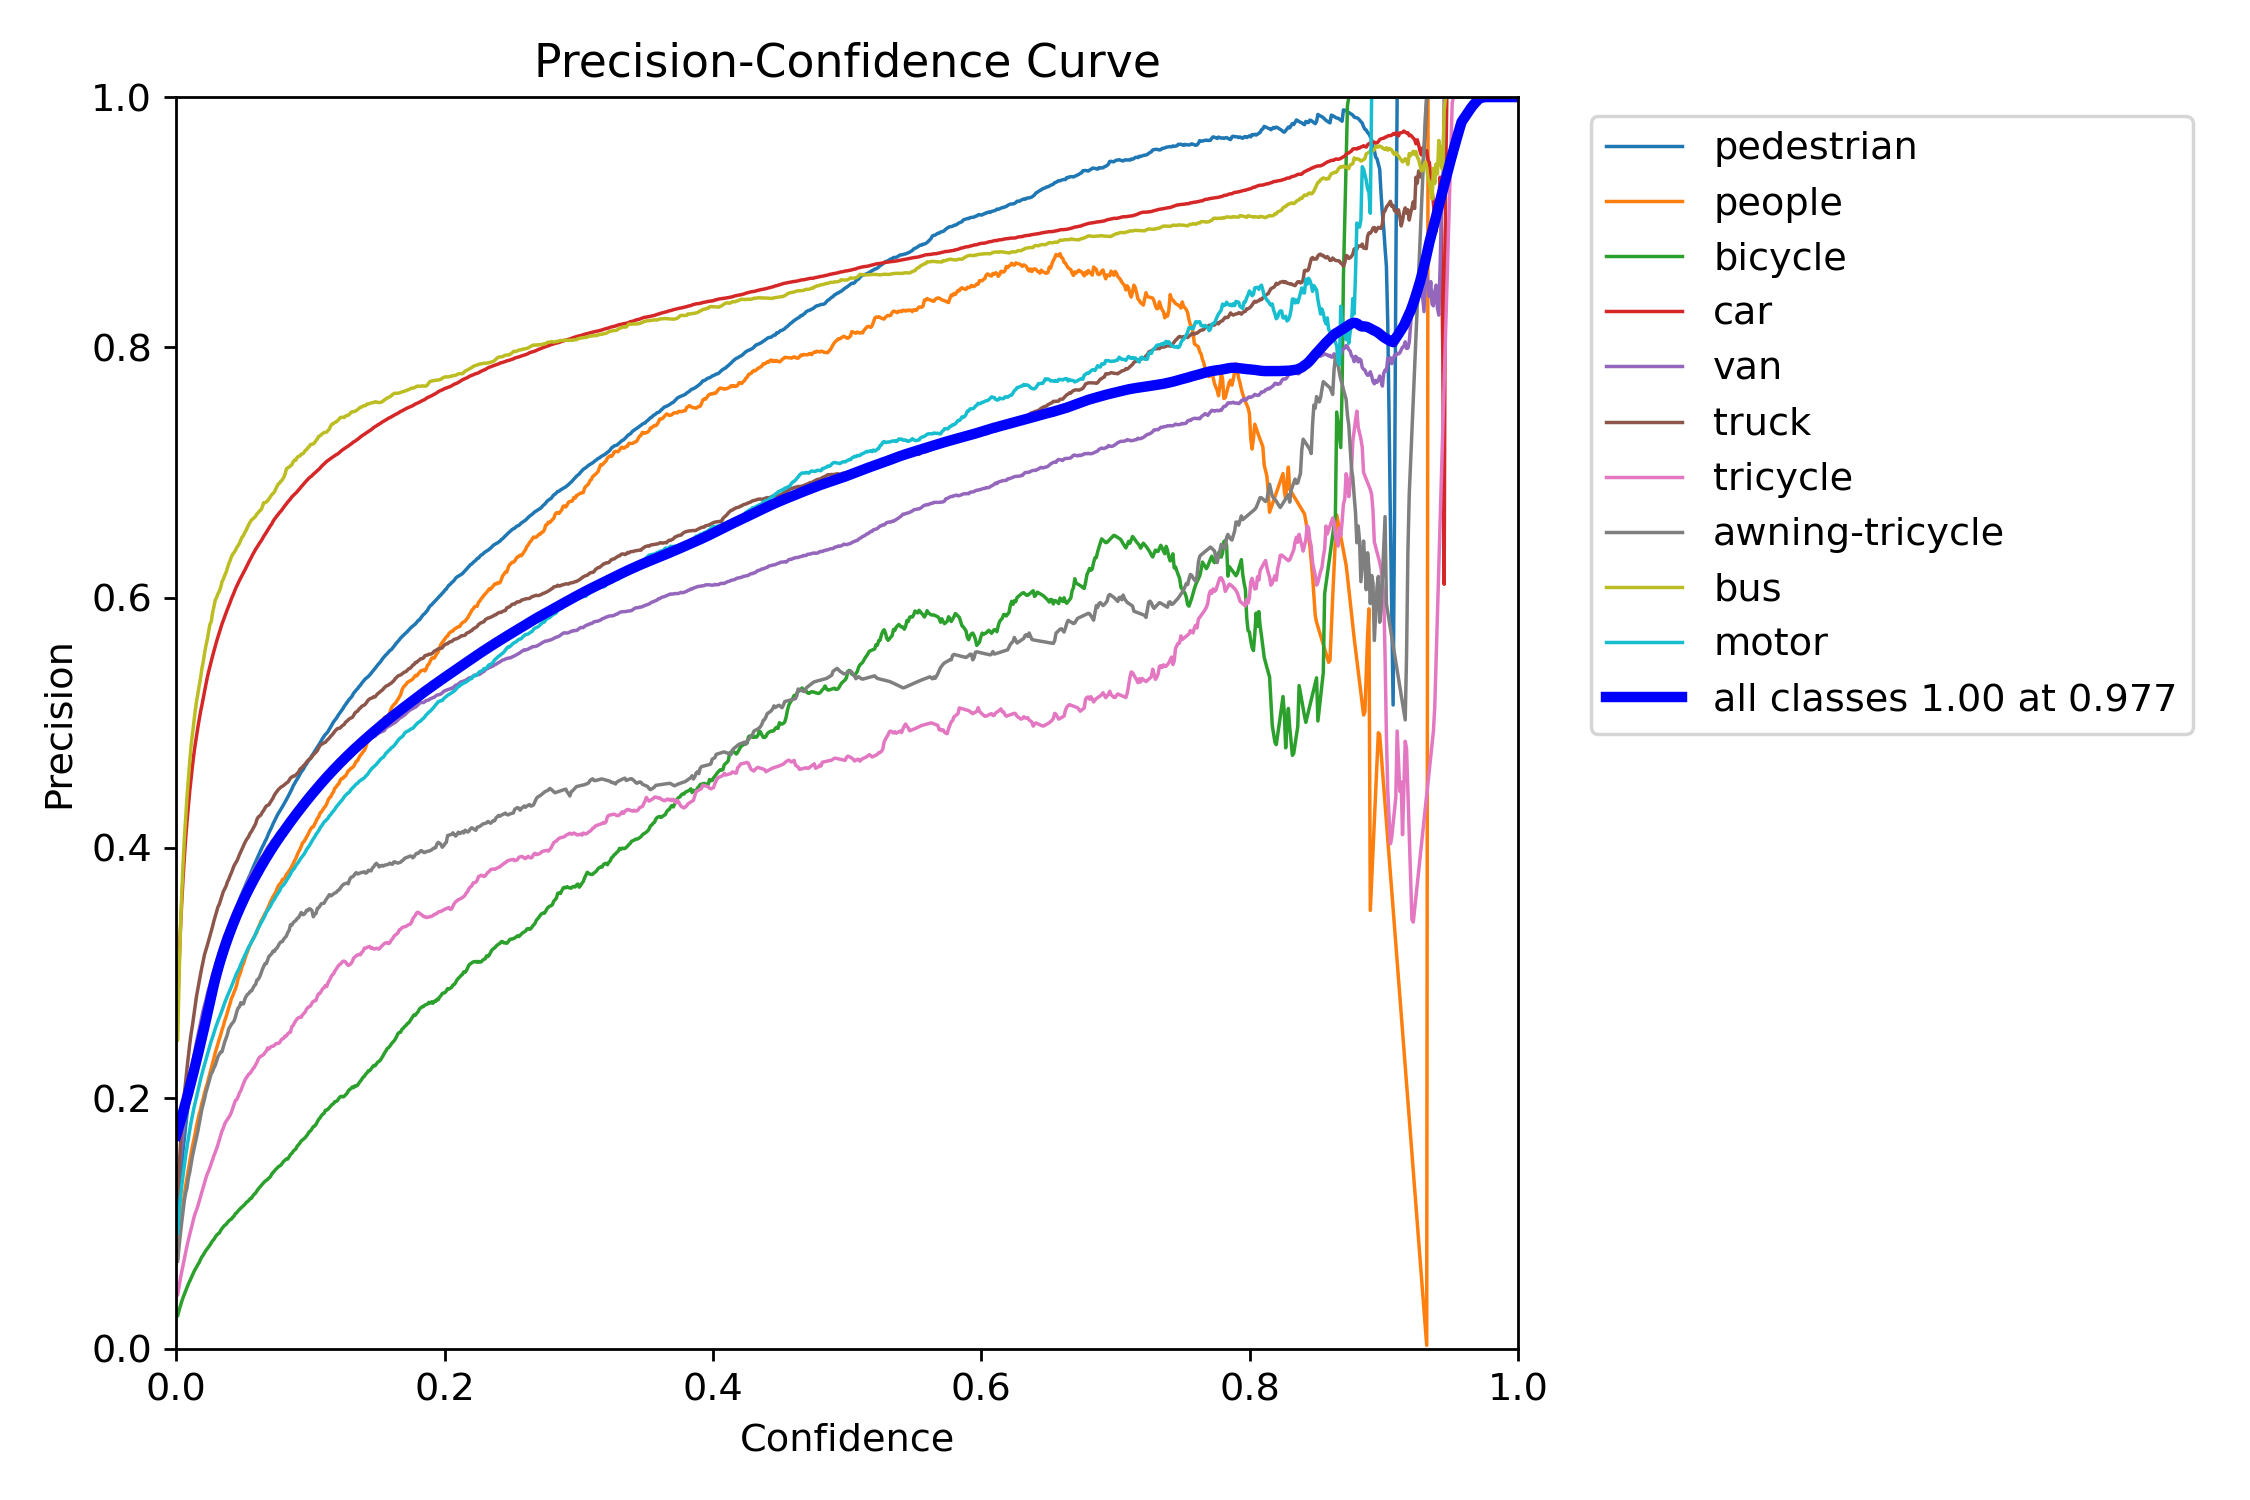 Precision-Confidence Curve
1.0
0.8
0.6
0.4
0.2
0.0
Precision
0.0 0.2 0.4 0.6 0.8 1.0
Confidence
pedestrian
people
bicycle
car
van
truck
tricycle
awning-tricycle
bus
motor
all classes 1.00 at 0.977